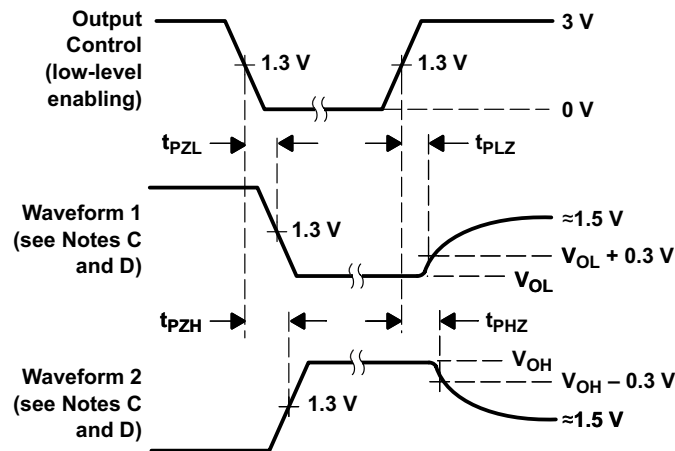 Output
Control
(low-level
enabling)
3 V
1.3 V
1.3 V
0 V
tPZL
tPLZ
Waveform 1
(see Notes C
and D)
1.3 V
≈1.5 V
VOL + 0.3 V
VOL
tPZH
tPHZ
Waveform 2
(see Notes C
and D)
1.3 V
VOH
VOH – 0.3 V
≈1.5 V